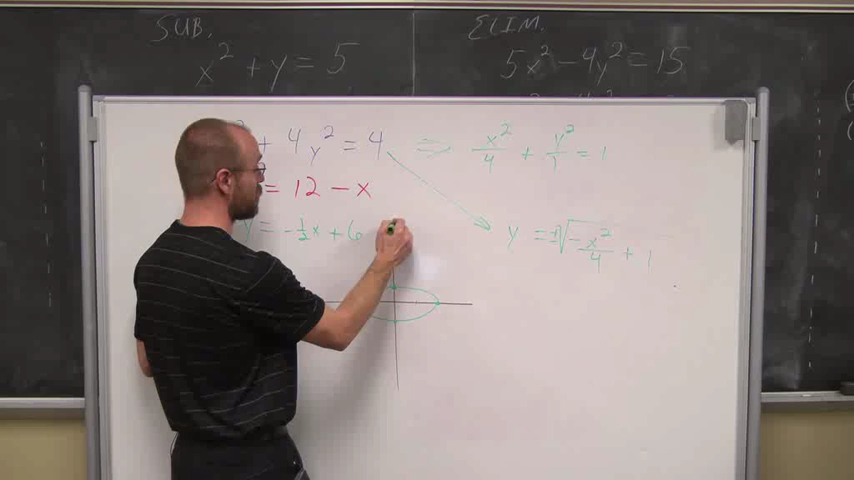 SUB.
ELIM.
x² + y = 5
5x² - 4y² = 15
+ 4y² = 4 ⇒ x²/4 + y²/1 = 1
= 12 - x
y = -½x + 6
y = ±√(-x²/4 + 1)